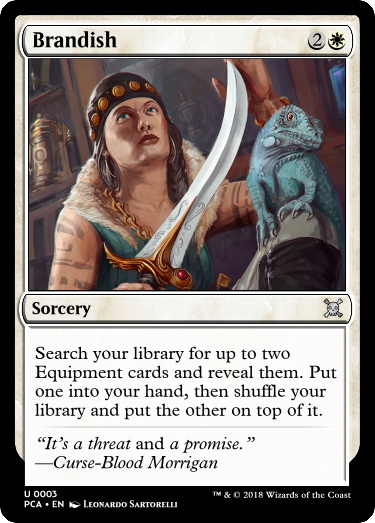 Brandish 2
Sorcery
Search your library for up to two
Equipment cards and reveal them. Put
one into your hand, then shuffle your
library and put the other on top of it.
“It’s a threat and a promise.”
—Curse-Blood Morrigan
U 0003
PCA • EN Leonardo Sartorelli
™ & © 2018 Wizards of the Coast